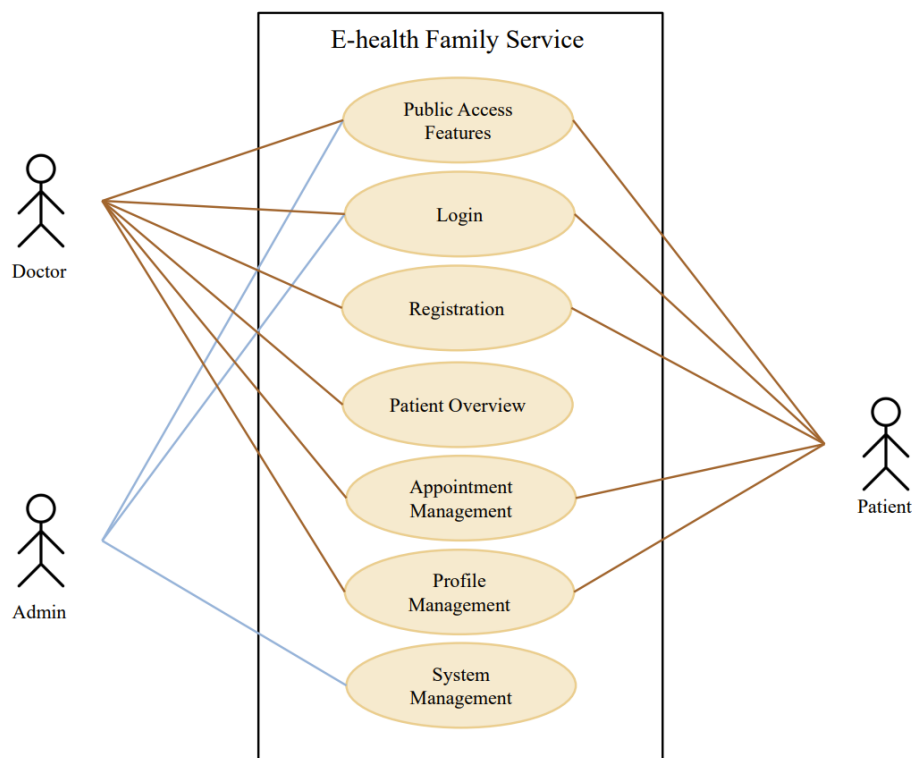 E-health Family Service
Public Access
Features
Login
Doctor
Registration
Patient Overview
Appointment
Management
Patient
Profile
Management
Admin
System
Management